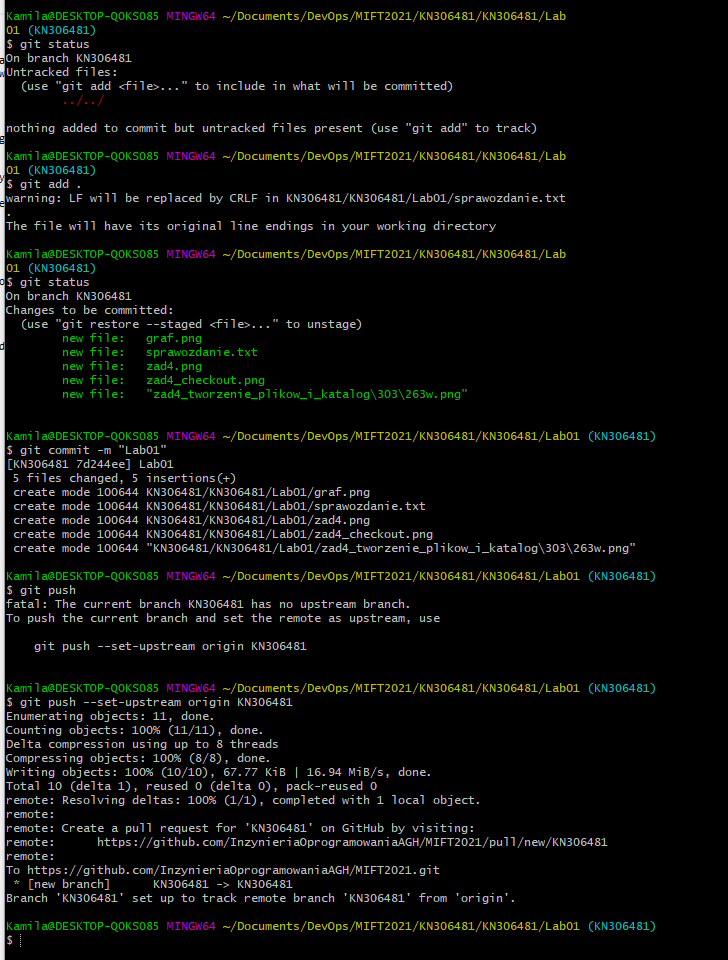 Kamila@DESKTOP-QOKSO85 MINGW64 ~/Documents/DevOps/MIFT2021/KN306481/KN306481/Lab
01 (KN306481)
$ git status
On branch KN306481
Untracked files:
  (use "git add <file>..." to include in what will be committed)
        ../../

nothing added to commit but untracked files present (use "git add" to track)

Kamila@DESKTOP-QOKSO85 MINGW64 ~/Documents/DevOps/MIFT2021/KN306481/KN306481/Lab
01 (KN306481)
$ git add .
warning: LF will be replaced by CRLF in KN306481/KN306481/Lab01/sprawozdanie.txt
.
The file will have its original line endings in your working directory

Kamila@DESKTOP-QOKSO85 MINGW64 ~/Documents/DevOps/MIFT2021/KN306481/KN306481/Lab
01 (KN306481)
$ git status
On branch KN306481
Changes to be committed:
  (use "git restore --staged <file>..." to unstage)
        new file:   graf.png
        new file:   sprawozdanie.txt
        new file:   zad4.png
        new file:   zad4_checkout.png
        new file:   "zad4_tworzenie_plikow_i_katalog\303\263w.png"

Kamila@DESKTOP-QOKSO85 MINGW64 ~/Documents/DevOps/MIFT2021/KN306481/KN306481/Lab01 (KN306481)
$ git commit -m "Lab01"
[KN306481 7d244ee] Lab01
 5 files changed, 5 insertions(+)
 create mode 100644 KN306481/KN306481/Lab01/graf.png
 create mode 100644 KN306481/KN306481/Lab01/sprawozdanie.txt
 create mode 100644 KN306481/KN306481/Lab01/zad4.png
 create mode 100644 KN306481/KN306481/Lab01/zad4_checkout.png
 create mode 100644 "KN306481/KN306481/Lab01/zad4_tworzenie_plikow_i_katalog\303\263w.png"

Kamila@DESKTOP-QOKSO85 MINGW64 ~/Documents/DevOps/MIFT2021/KN306481/KN306481/Lab01 (KN306481)
$ git push
fatal: The current branch KN306481 has no upstream branch.
To push the current branch and set the remote as upstream, use

    git push --set-upstream origin KN306481

Kamila@DESKTOP-QOKSO85 MINGW64 ~/Documents/DevOps/MIFT2021/KN306481/KN306481/Lab01 (KN306481)
$ git push --set-upstream origin KN306481
Enumerating objects: 11, done.
Counting objects: 100% (11/11), done.
Delta compression using up to 8 threads
Compressing objects: 100% (8/8), done.
Writing objects: 100% (10/10), 67.77 KiB | 16.94 MiB/s, done.
Total 10 (delta 1), reused 0 (delta 0), pack-reused 0
remote: Resolving deltas: 100% (1/1), completed with 1 local object.
remote:
remote: Create a pull request for 'KN306481' on GitHub by visiting:
remote:      https://github.com/InzynieriaOprogramowaniaAGH/MIFT2021/pull/new/KN306481
remote:
To https://github.com/InzynieriaOprogramowaniaAGH/MIFT2021.git
 * [new branch]      KN306481 -> KN306481
Branch 'KN306481' set up to track remote branch 'KN306481' from 'origin'.

Kamila@DESKTOP-QOKSO85 MINGW64 ~/Documents/DevOps/MIFT2021/KN306481/KN306481/Lab01 (KN306481)
$